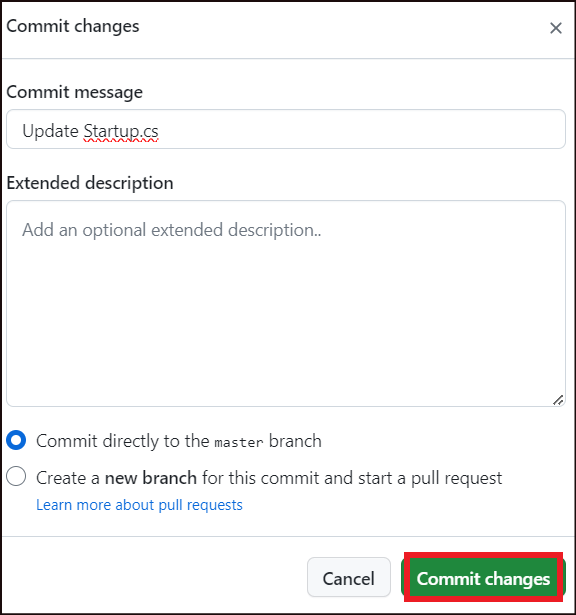 Commit changes
Commit message
Update Startup.cs
Extended description
Add an optional extended description..
Commit directly to the master branch
Create a new branch for this commit and start a pull request
Learn more about pull requests
Cancel
Commit changes